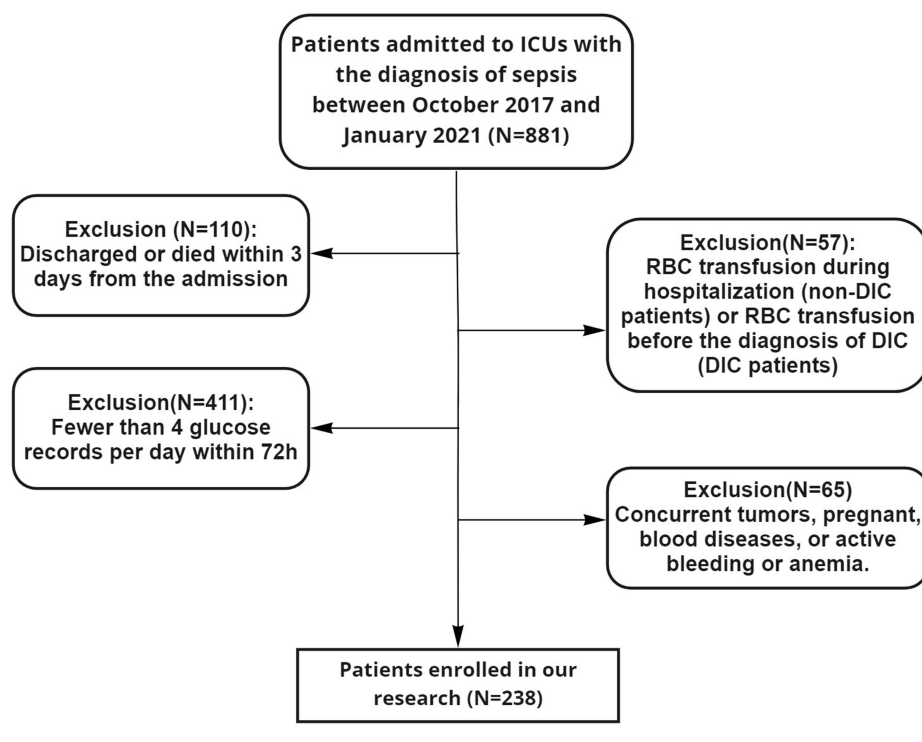 Patients admitted to ICUs with
the diagnosis of sepsis
between October 2017 and
January 2021 (N=881)
Exclusion (N=110):
Discharged or died within 3
days from the admission
Exclusion(N=57):
RBC transfusion during
hospitalization (non-DIC
patients) or RBC transfusion
before the diagnosis of DIC
(DIC patients)
Exclusion(N=411):
Fewer than 4 glucose
records per day within 72h
Exclusion(N=65)
Concurrent tumors, pregnant,
blood diseases, or active
bleeding or anemia.
Patients enrolled in our
research (N=238)